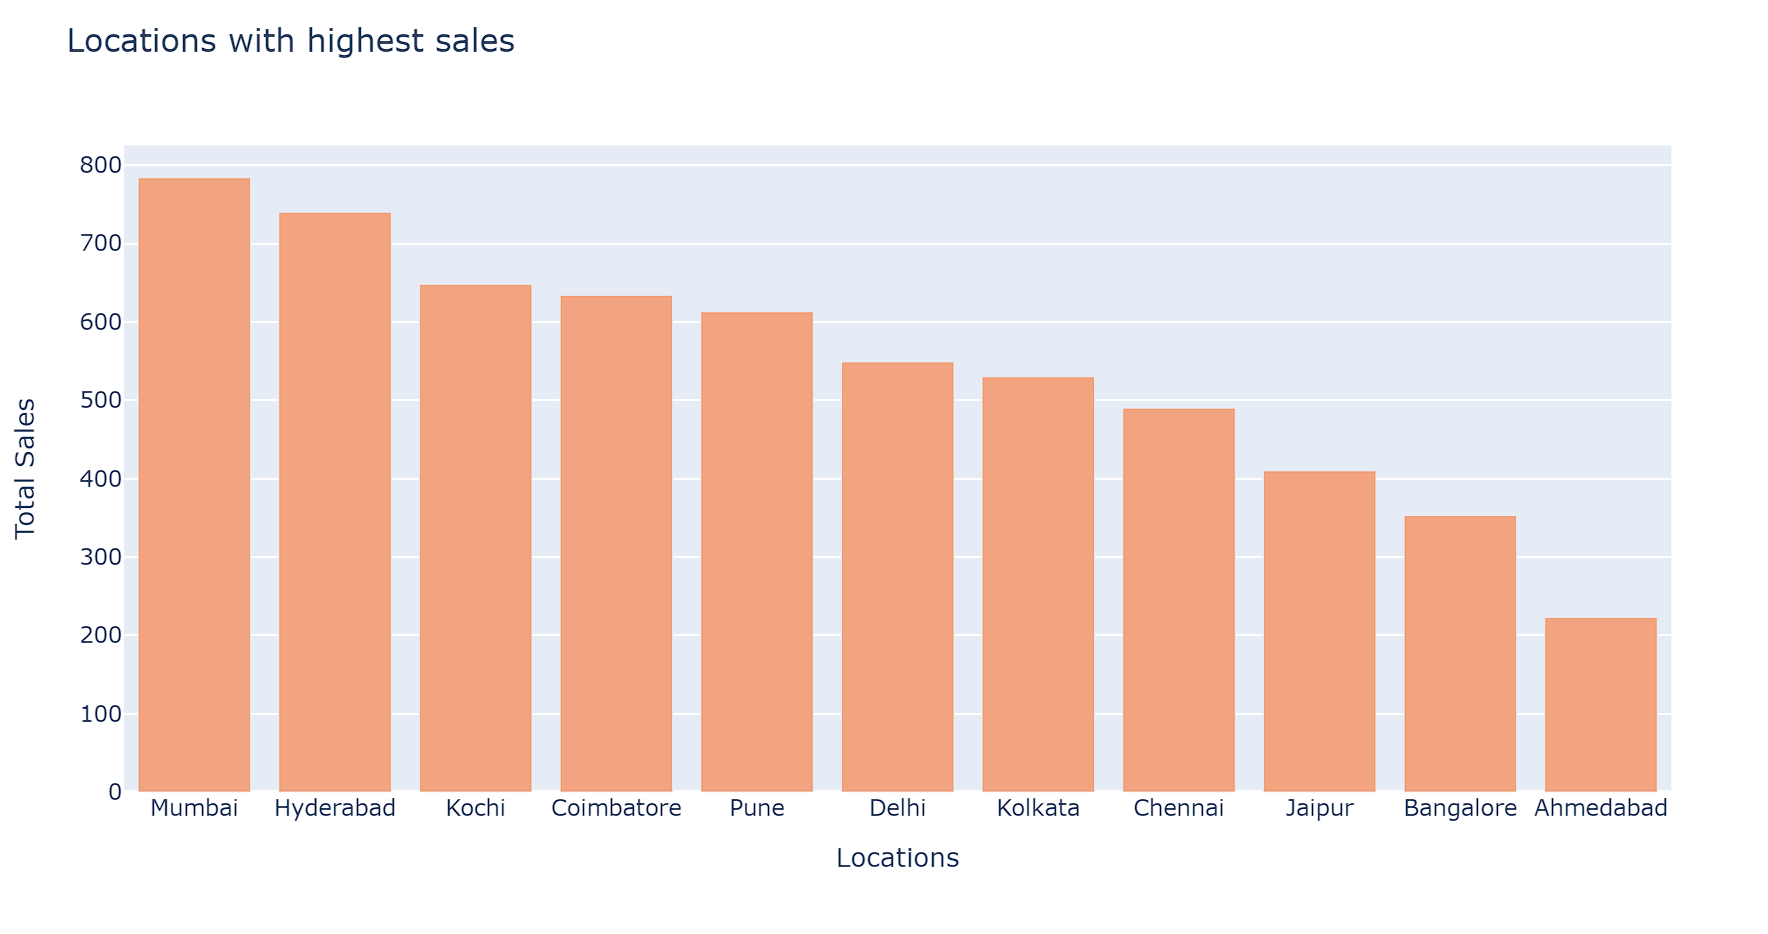 Locations with highest sales
800
700
600
500
400
300
200
100
0
Total Sales
Mumbai Hyderabad Kochi Coimbatore Pune Delhi Kolkata Chennai Jaipur Bangalore Ahmedabad
Locations